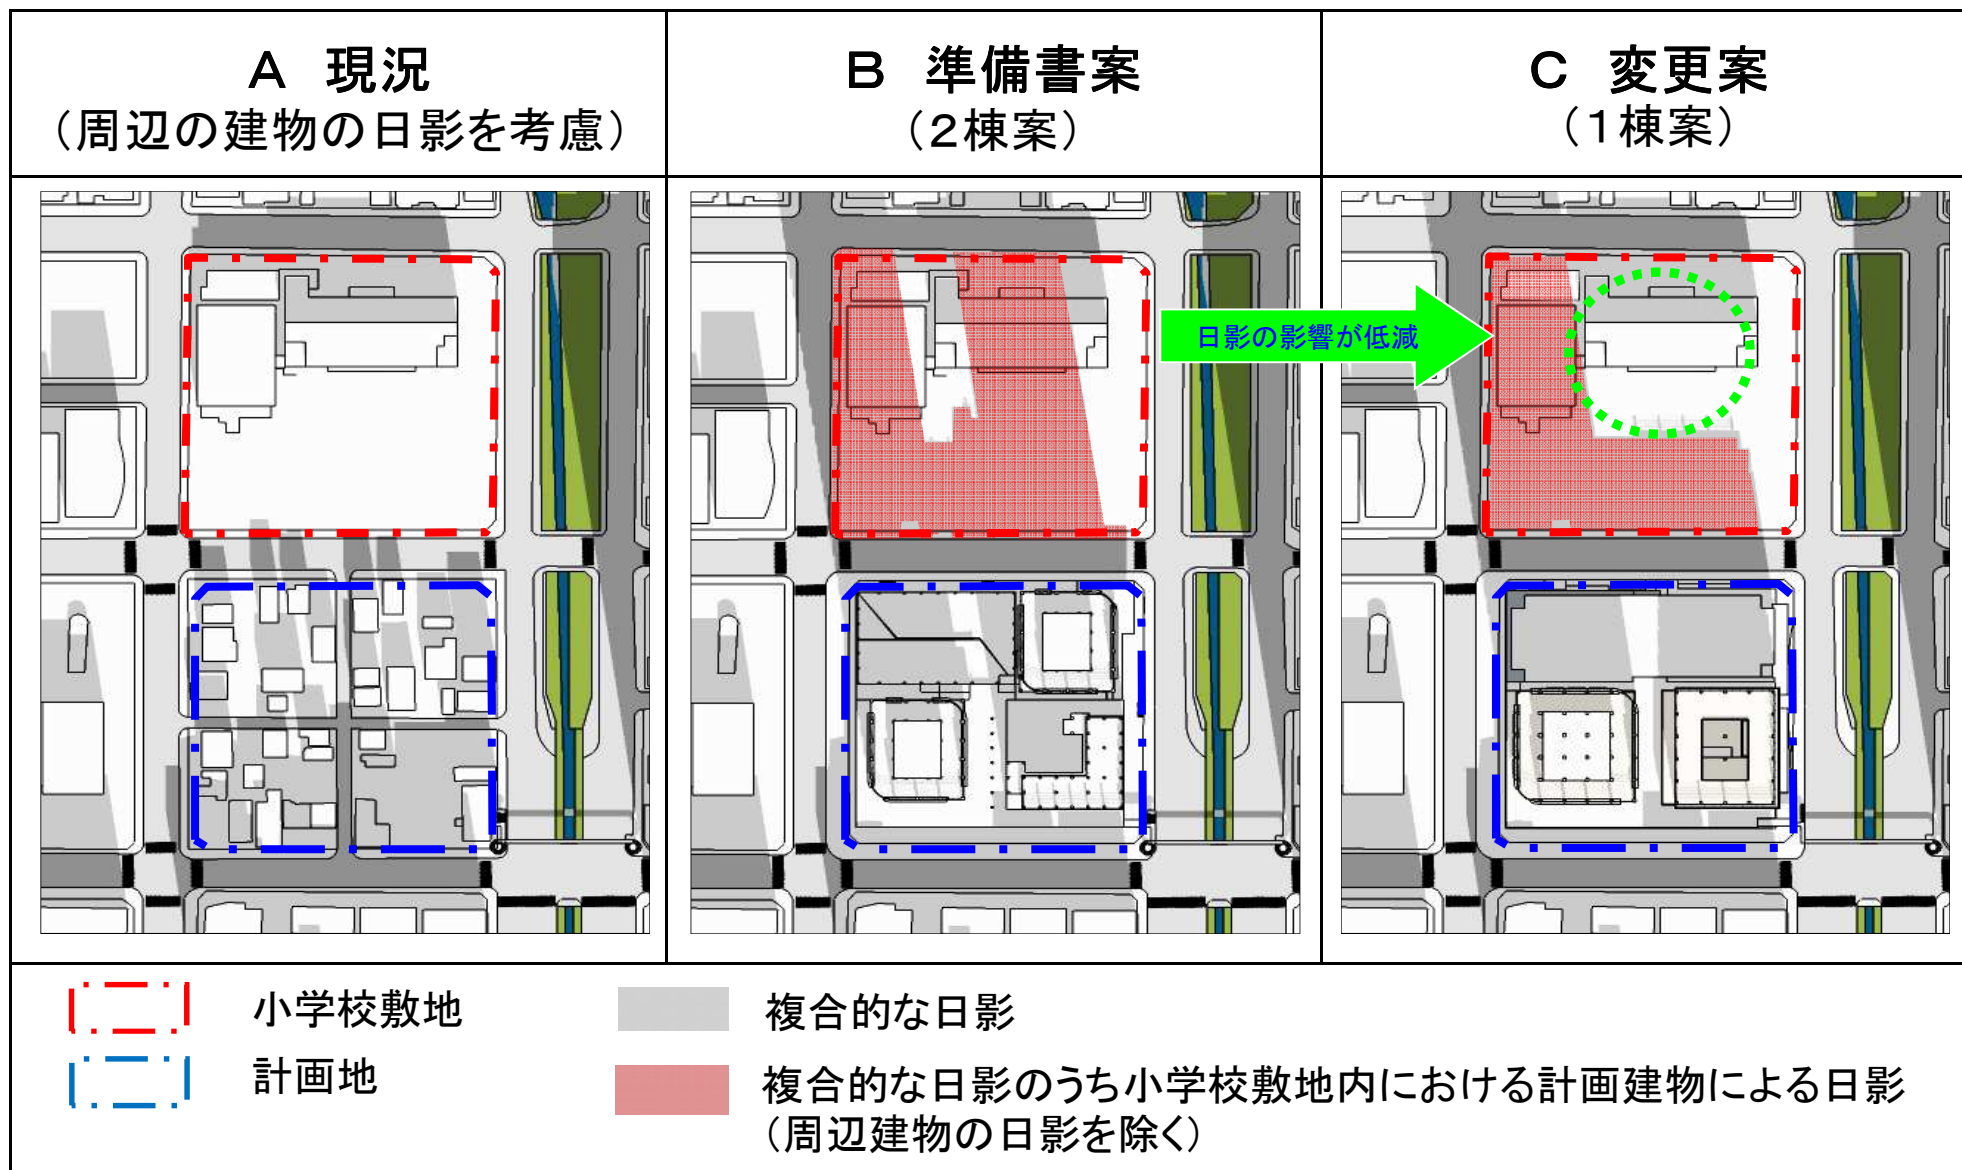 A 現況
（周辺の建物の日影を考慮）
B 準備書案
（2棟案）
C 変更案
（1棟案）
日影の影響が低減
小学校敷地
複合的な日影
計画地
複合的な日影のうち小学校敷地内における計画建物による日影
（周辺建物の日影を除く）